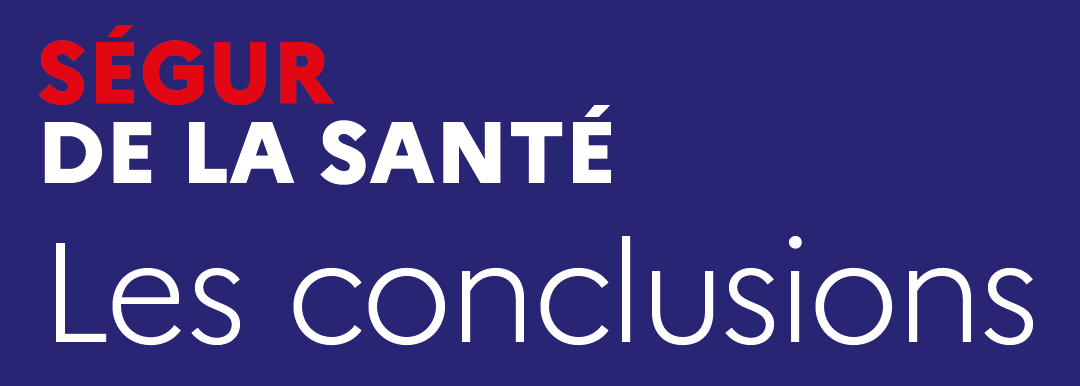 SÉGUR
DE LA SANTÉ
Les conclusions